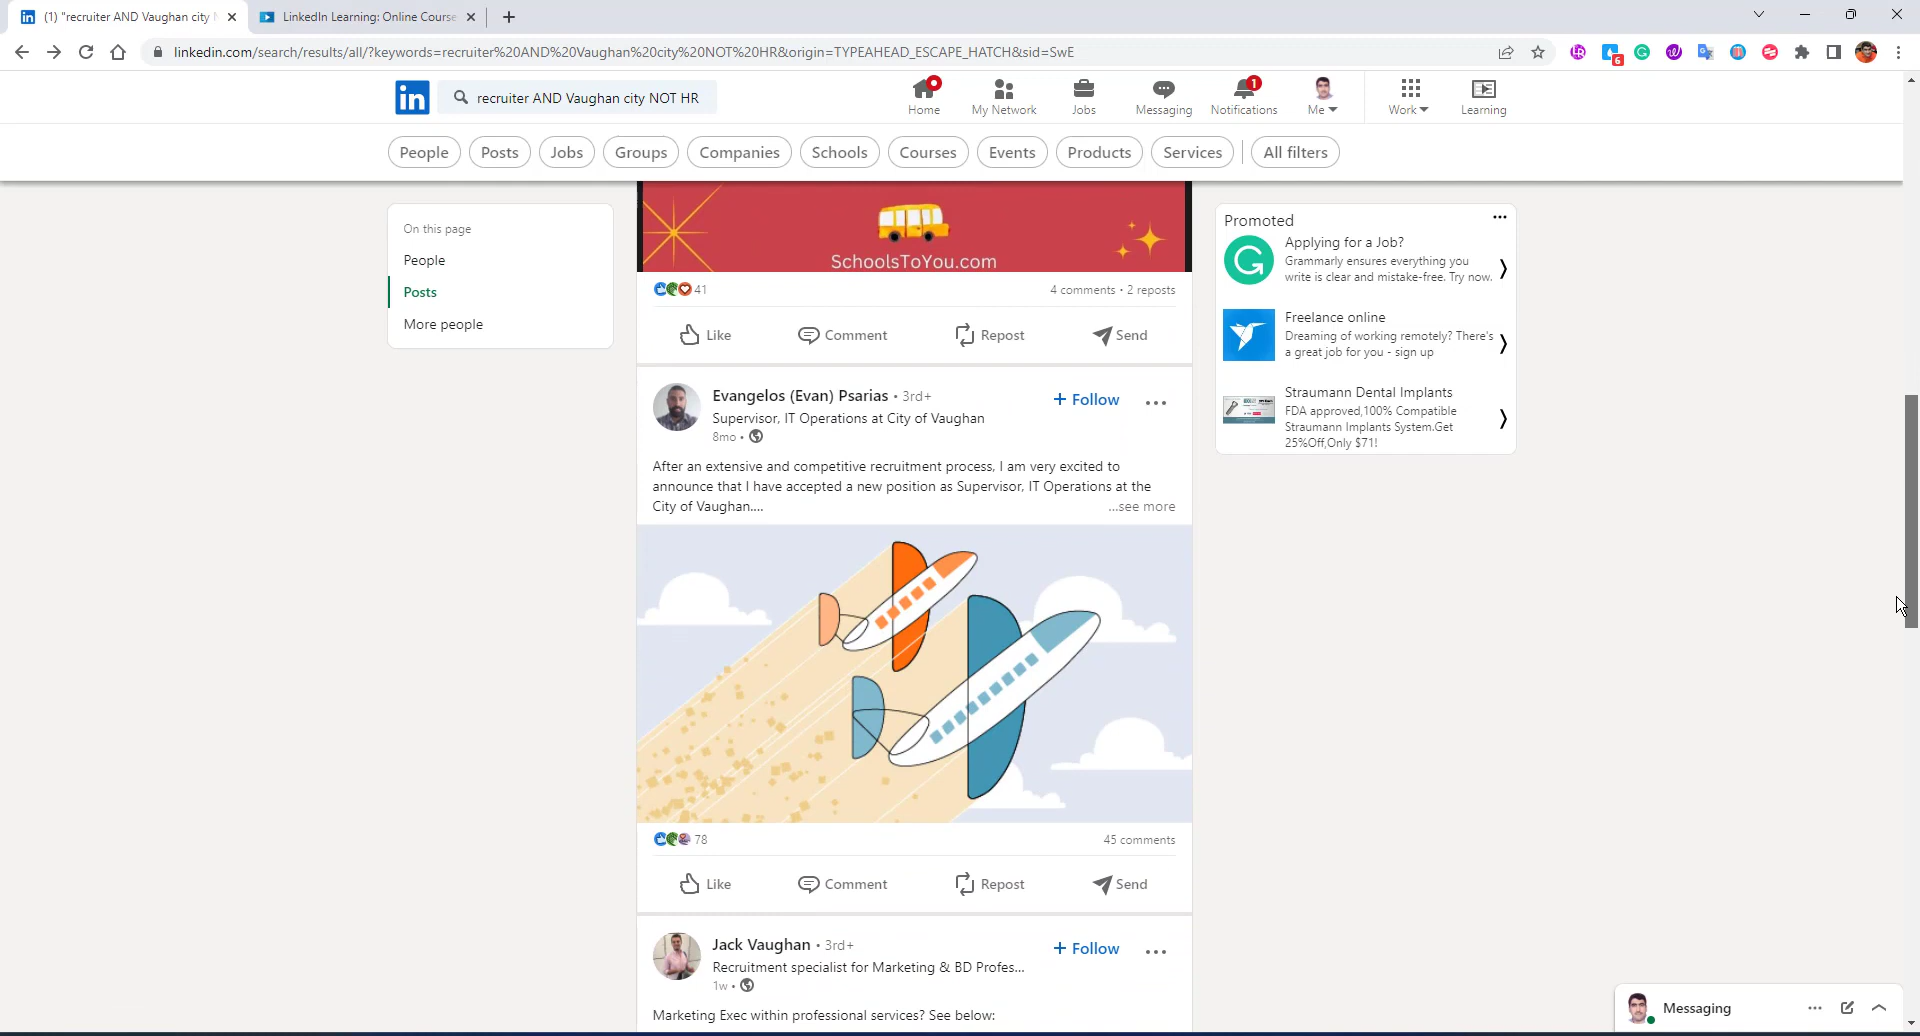 (1) "recruiter AND Vaughan city
LinkedIn Learning: Online Course
linkedin.com/search/results/all/?keywords=recruiter%20AND%20Vaughan%20city%20NOT%20HR&origin=TYPEAHEAD_ESCAPE_HATCH&sid=SwE
6
in
recruiter AND Vaughan city NOT HR
Home
My Network
Jobs
Messaging
1
Notifications
Me
Work
Learning
People
Posts
Jobs
Groups
Companies
Schools
Courses
Events
Products
Services
All filters
On this page
People
Posts
More people
SchoolsToYou.com
41
4 comments • 2 reposts
Like
Comment
Repost
Send
Evangelos (Evan) Psarias • 3rd+
+ Follow
Supervisor, IT Operations at City of Vaughan
8mo •
After an extensive and competitive recruitment process, I am very excited to
announce that I have accepted a new position as Supervisor, IT Operations at the
City of Vaughan....
...see more
78
45 comments
Like
Comment
Repost
Send
Jack Vaughan • 3rd+
+ Follow
Recruitment specialist for Marketing & BD Profes...
1w •
Marketing Exec within professional services? See below:
Promoted
Applying for a Job?
Grammarly ensures everything you
write is clear and mistake-free. Try now.
Freelance online
Dreaming of working remotely? There's
a great job for you - sign up
Straumann Dental Implants
FDA approved,100% Compatible
Straumann Implants System.Get
25%Off,Only $71!
Messaging